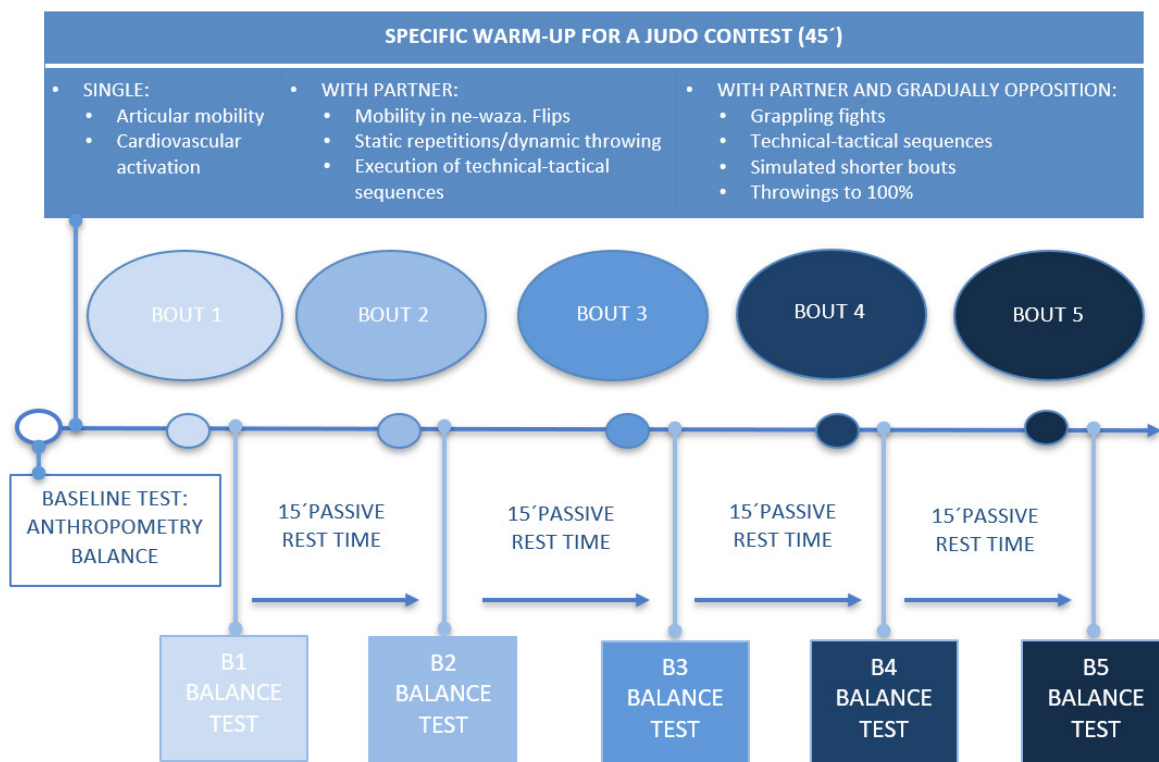 SPECIFIC WARM-UP FOR A JUDO CONTEST (45´)
• SINGLE:
• Articular mobility
• Cardiovascular
activation
• WITH PARTNER:
• Mobility in ne-waza. Flips
• Static repetitions/dynamic throwing
• Execution of technical-tactical
sequences
• WITH PARTNER AND GRADUALLY OPPOSITION:
• Grappling fights
• Technical-tactical sequences
• Simulated shorter bouts
• Throwings to 100%
BOUT 1
BOUT 2
BOUT 3
BOUT 4
BOUT 5
BASELINE TEST:
ANTHROPOMETRY
BALANCE
15´PASSIVE
REST TIME
15´PASSIVE
REST TIME
15´PASSIVE
REST TIME
15´PASSIVE
REST TIME
B1
BALANCE
TEST
B2
BALANCE
TEST
B3
BALANCE
TEST
B4
BALANCE
TEST
B5
BALANCE
TEST